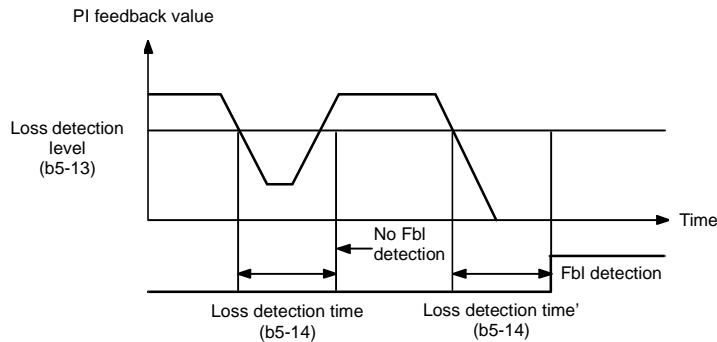 PI feedback value
Loss detection
level
(b5-13)
Time
No Fbl
detection
Fbl detection
Loss detection time
(b5-14)
Loss detection time’
(b5-14)